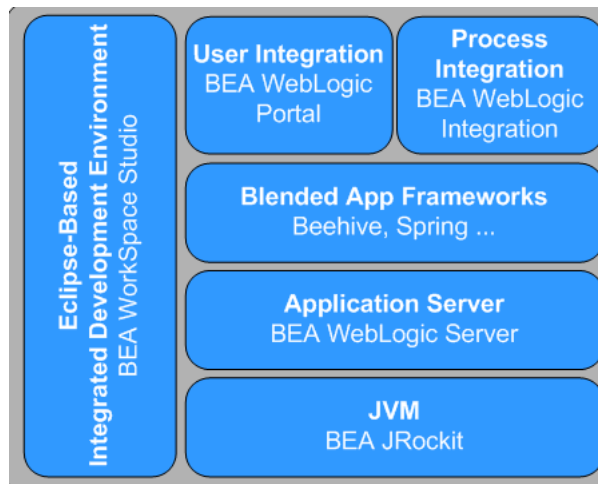 Eclipse-Based
Integrated Development Environment
BEA WorkSpace Studio
User Integration
BEA WebLogic
Portal
Process
Integration
BEA WebLogic
Integration
Blended App Frameworks
Beehive, Spring ...
Application Server
BEA WebLogic Server
JVM
BEA JRockit